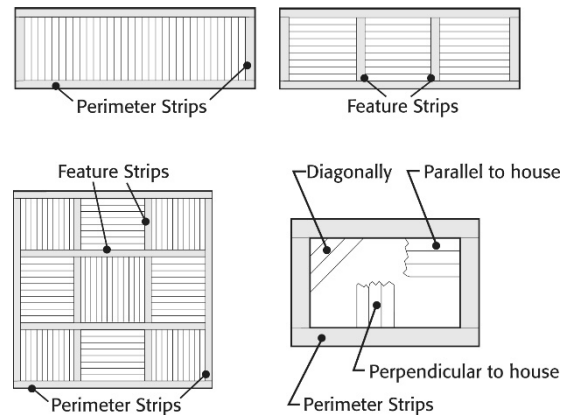 Perimeter Strips
Feature Strips
Feature Strips
Perimeter Strips
Diagonally
Parallel to house
Perpendicular to house
Perimeter Strips